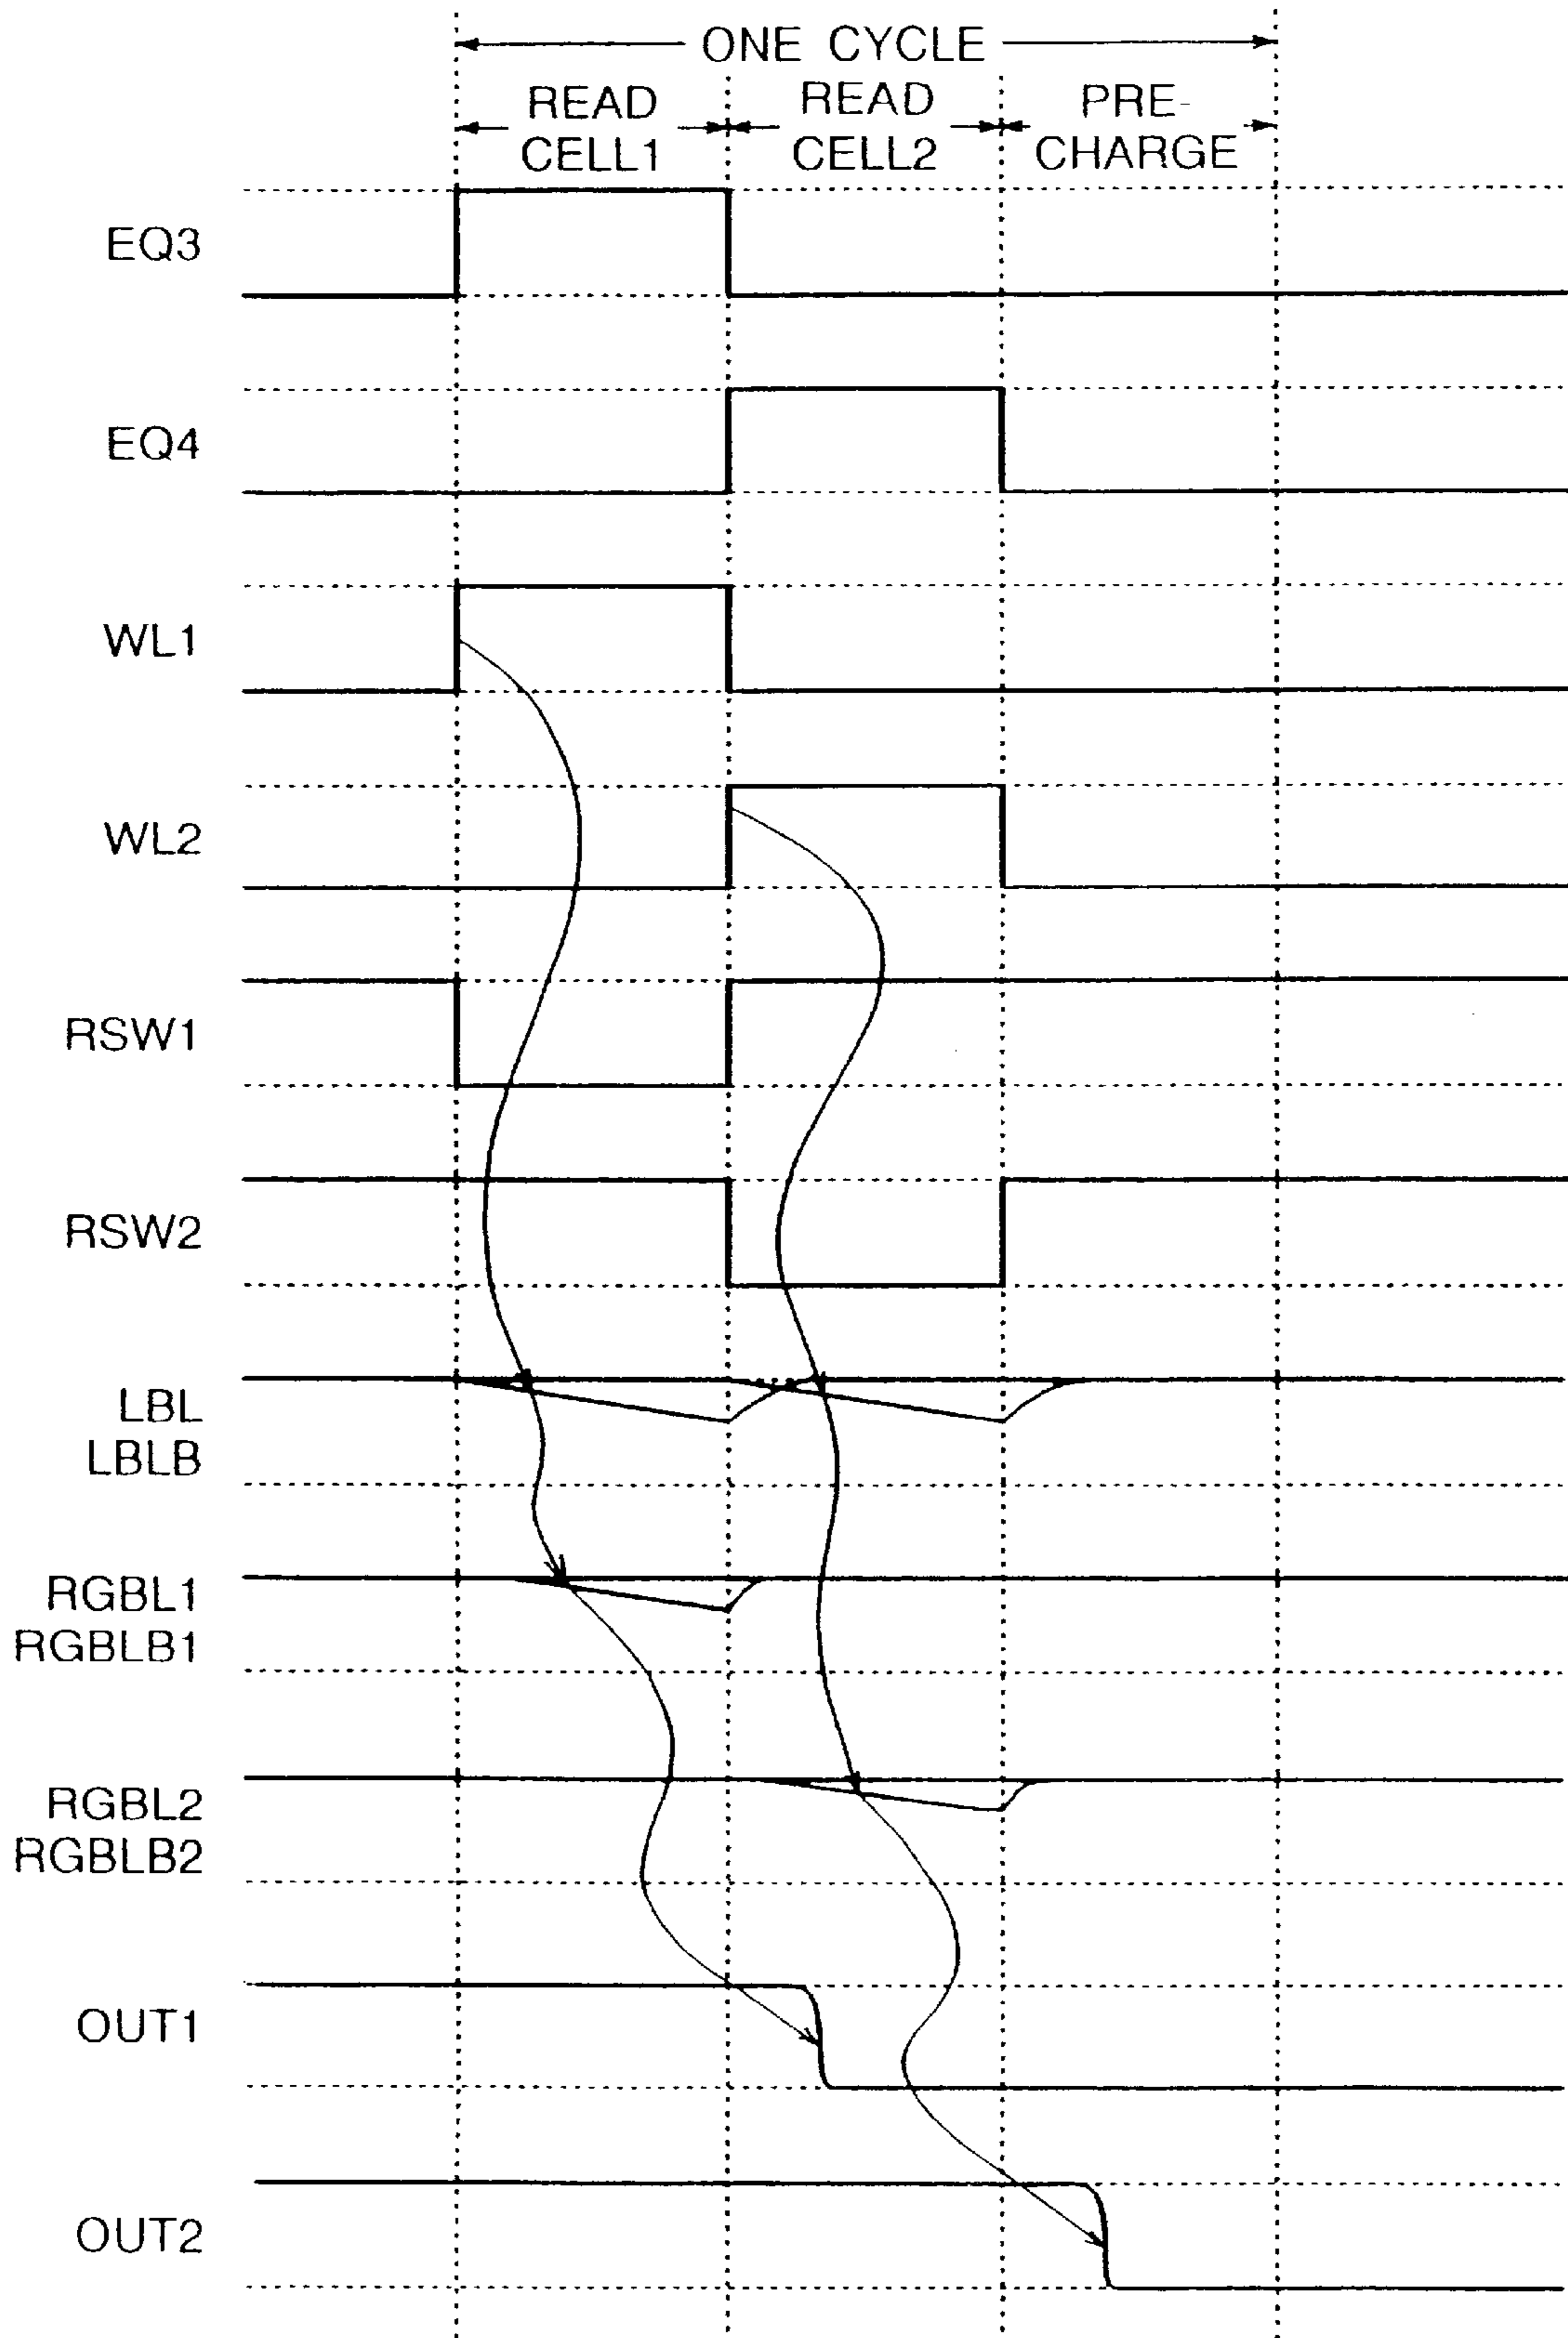 ONE CYCLE
READ CELL1
READ CELL2
PRE-CHARGE
EQ3
EQ4
WL1
WL2
RSW1
RSW2
LBL
LBLB
RGBL1
RGBLB1
RGBL2
RGBLB2
OUT1
OUT2